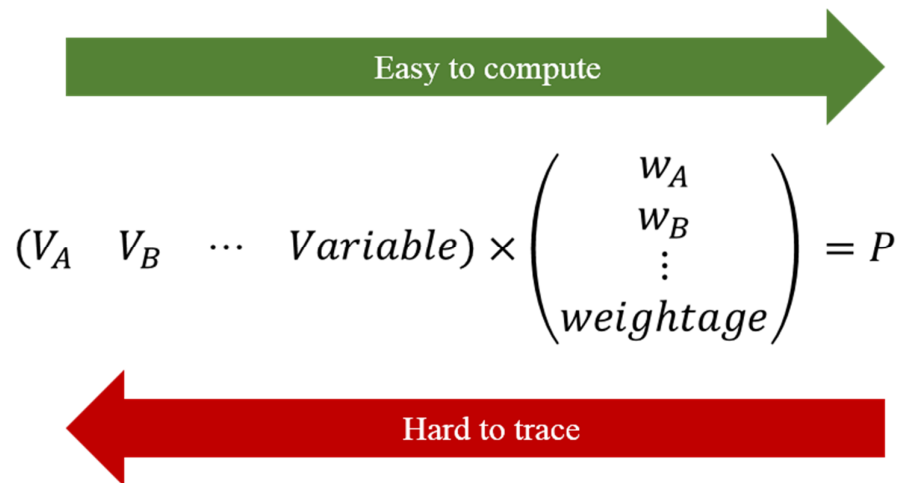 Easy to compute
(V_A V_B ⋯ Variable) × (w_A w_B ⋮ weightage) = P
Hard to trace